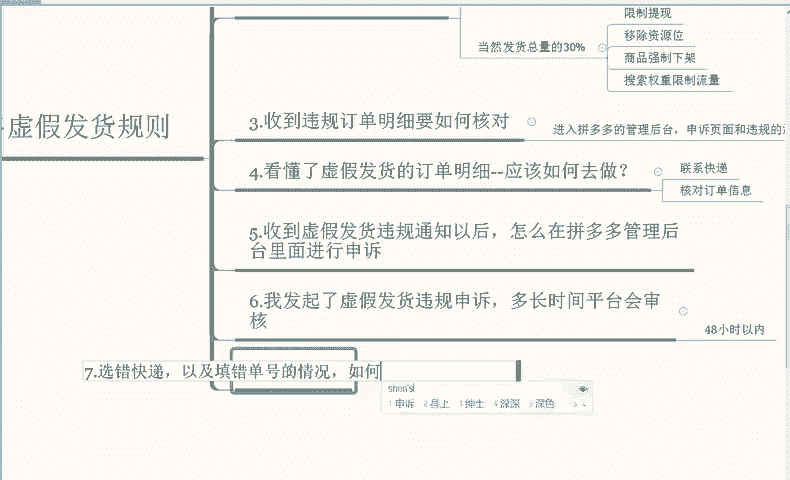 限制提现
移除资源位
当然发货总量的30%
商品强制下架
搜索权重限制流量
虚假发货规则
3.收到违规订单明细要如何核对
进入拼多多的管理后台，申诉页面和违规的
4.看懂了虚假发货的订单明细--应该如何去做？
联系快递
核对订单信息
5.收到虚假发货违规通知以后，怎么在拼多多管理后
台里面进行申诉
6.我发起了虚假发货违规申诉，多长时间平台会审
核
48小时以内
7.选错快递，以及填错单号的情况，如何
shen'sl
1 申诉 2 慎上 3 绅士 4 深深 5 深色